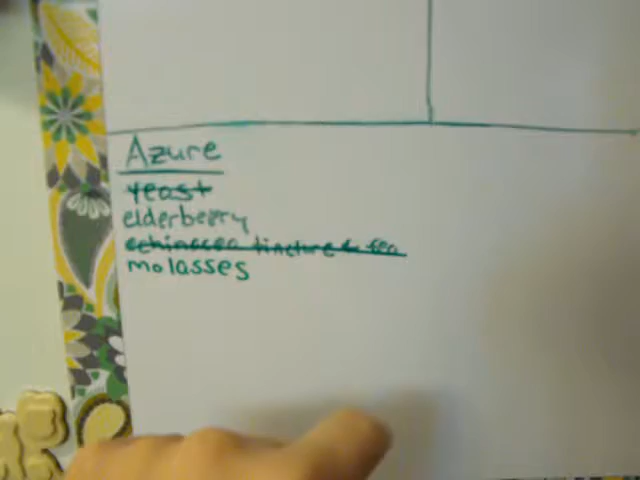 Azure
yeast
elderberry
echinacea tincture & tea
molasses